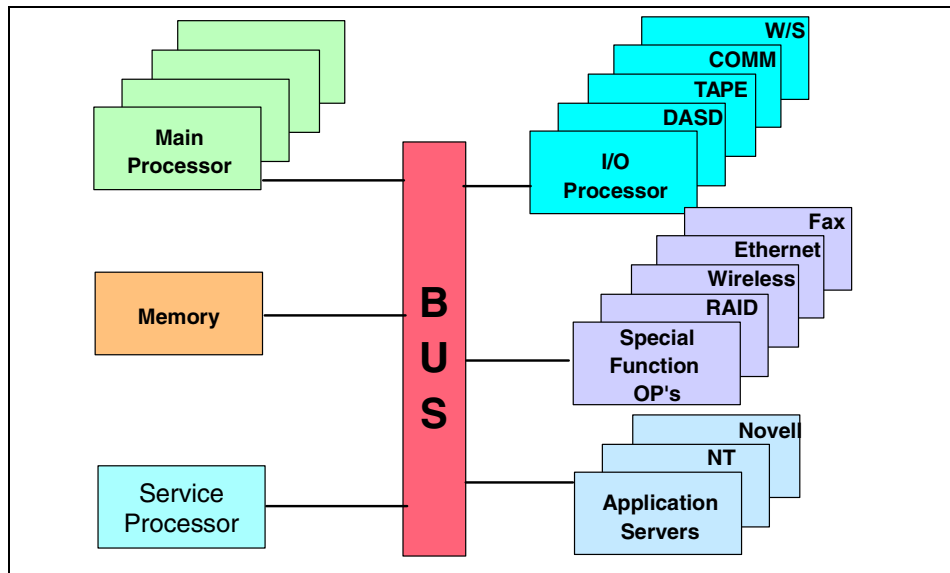 Main
Processor
Memory
Service
Processor
B
U
S
W/S
COMM
TAPE
DASD
I/O
Processor
Fax
Ethernet
Wireless
RAID
Special
Function
OP's
Novell
NT
Application
Servers